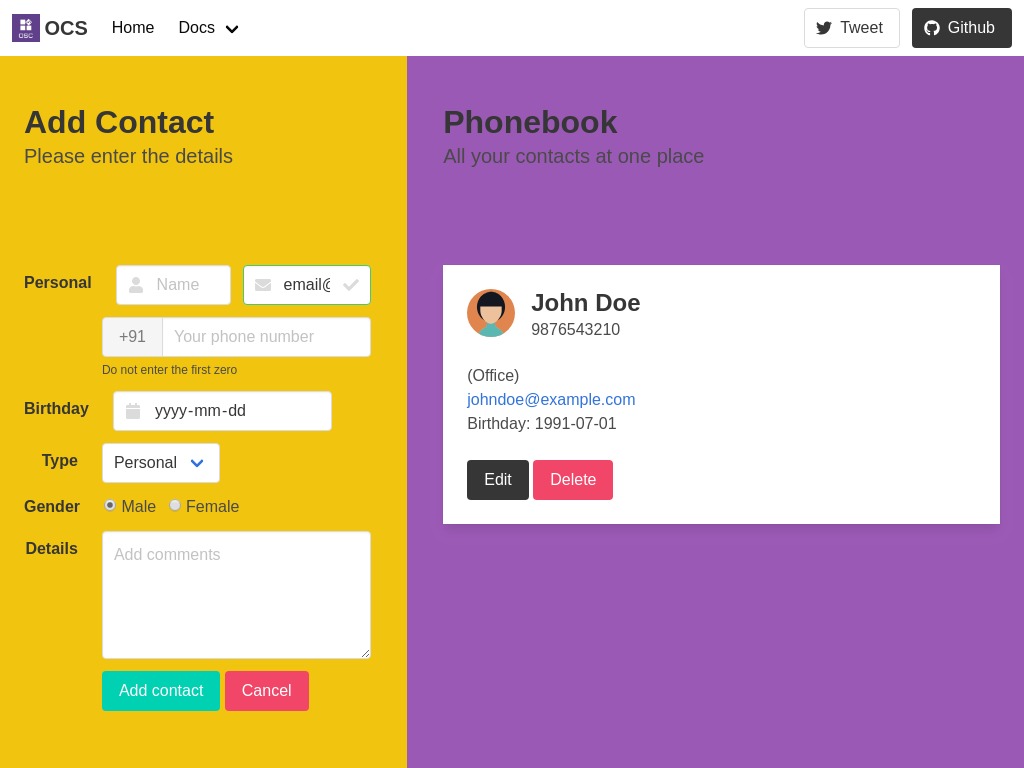 OSC
OCS
Home
Docs
Tweet
Github
Add Contact
Please enter the details
Personal
Name
email@
+91
Your phone number
Do not enter the first zero
Birthday
yyyy-mm-dd
Type
Personal
Gender
Male
Female
Details
Add comments
Add contact
Cancel
Phonebook
All your contacts at one place
John Doe
9876543210
(Office)
johndoe@example.com
Birthday: 1991-07-01
Edit
Delete